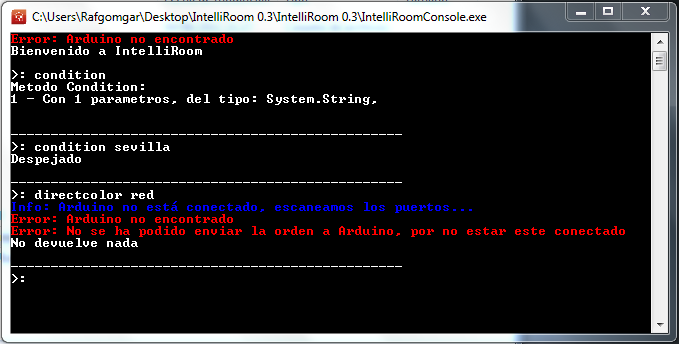 C:\Users\Rafgomgar\Desktop\IntelliRoom 0.3\IntelliRoom 0.3\IntelliRoomConsole.exe
Error: Arduino no encontrado
Bienvenido a IntelliRoom
>: condition
Metodo Condition:
1 - Con 1 parametros, del tipo: System.String,
_________________________________________________
>: condition sevilla
Despejado
_________________________________________________
>: directcolor red
Info: Arduino no está conectado, escaneamos los puertos...
Error: Arduino no encontrado
Error: No se ha podido enviar la orden a Arduino, por no estar este conectado
No devuelve nada
_________________________________________________
>: